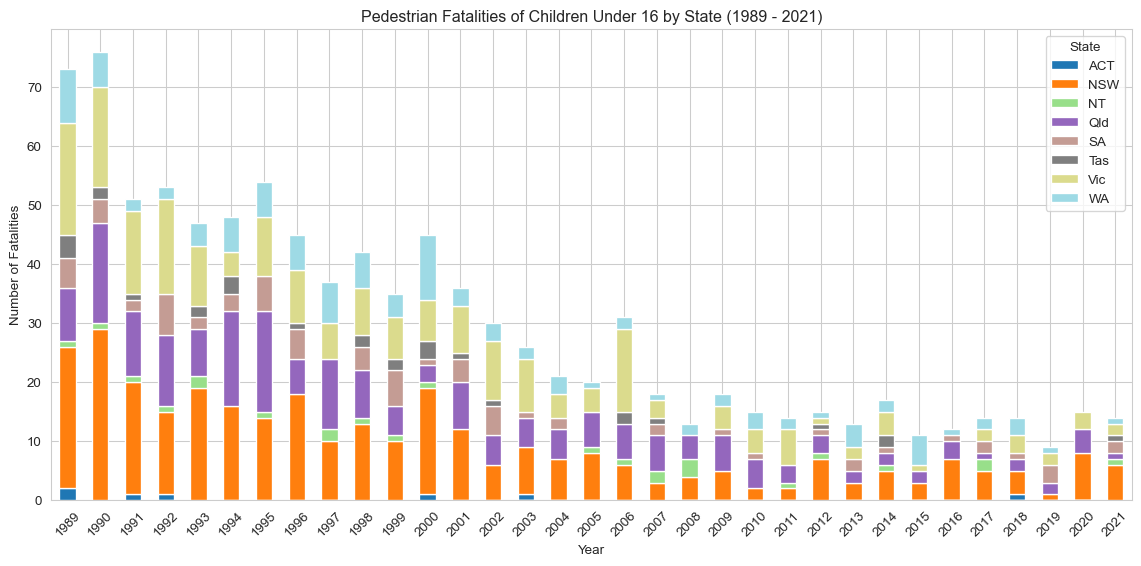 Pedestrian Fatalities of Children Under 16 by State (1989 - 2021)
State
ACT
NSW
NT
Qld
SA
Tas
Vic
WA
Number of Fatalities
70
60
50
40
30
20
10
0
1989 1990 1991 1992 1993 1994 1995 1996 1997 1998 1999 2000 2001 2002 2003 2004 2005 2006 2007 2008 2009 2010 2011 2012 2013 2014 2015 2016 2017 2018 2019 2020 2021
Year